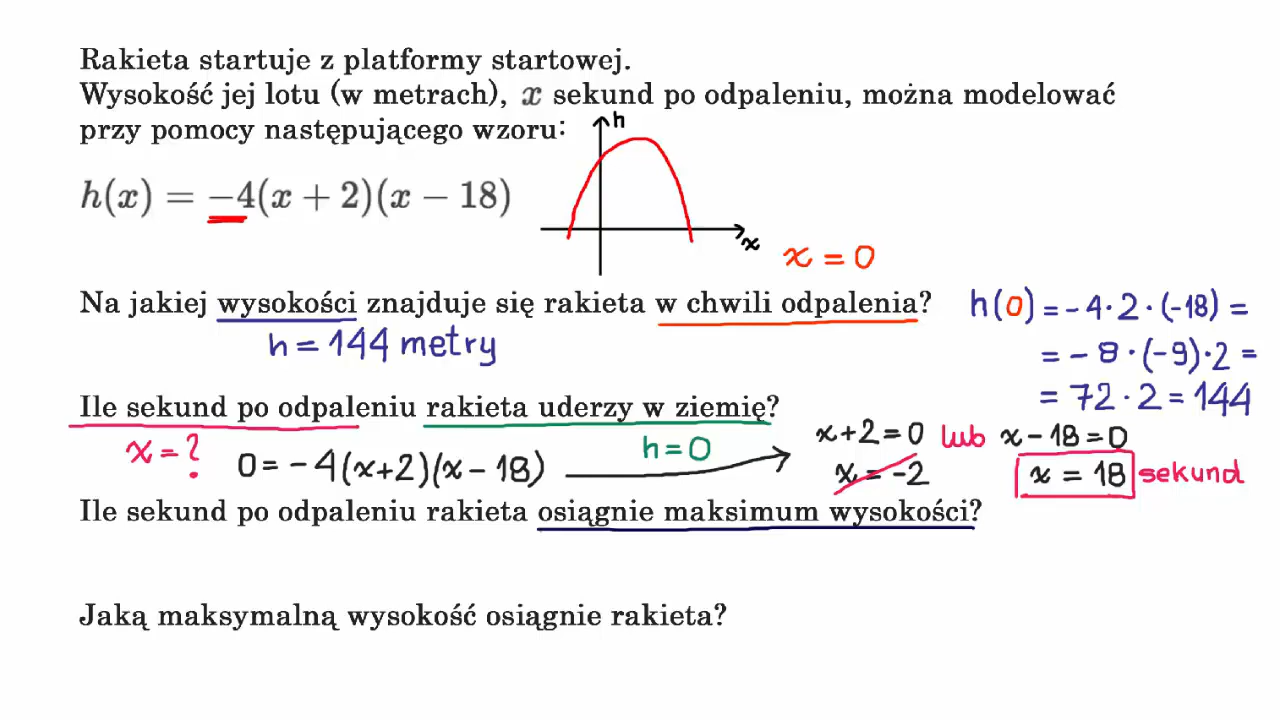 Rakieta startuje z platformy startowej.
Wysokość jej lotu (w metrach), x sekund po odpaleniu, można modelować
przy pomocy następującego wzoru:
h
h(x) = −4(x + 2)(x − 18)
x
x = 0
Na jakiej wysokości znajduje się rakieta w chwili odpalenia?
h(0) = -4·2·(-18) =
h = 144 metry
= -8·(-9)·2 =
= 72·2 = 144
Ile sekund po odpaleniu rakieta uderzy w ziemię?
x = ?
h = 0
x+2=0 lub x-18=0
0 = -4(x+2)(x-18)
x = -2
x = 18 sekund
Ile sekund po odpaleniu rakieta osiągnie maksimum wysokości?
Jaką maksymalną wysokość osiągnie rakieta?